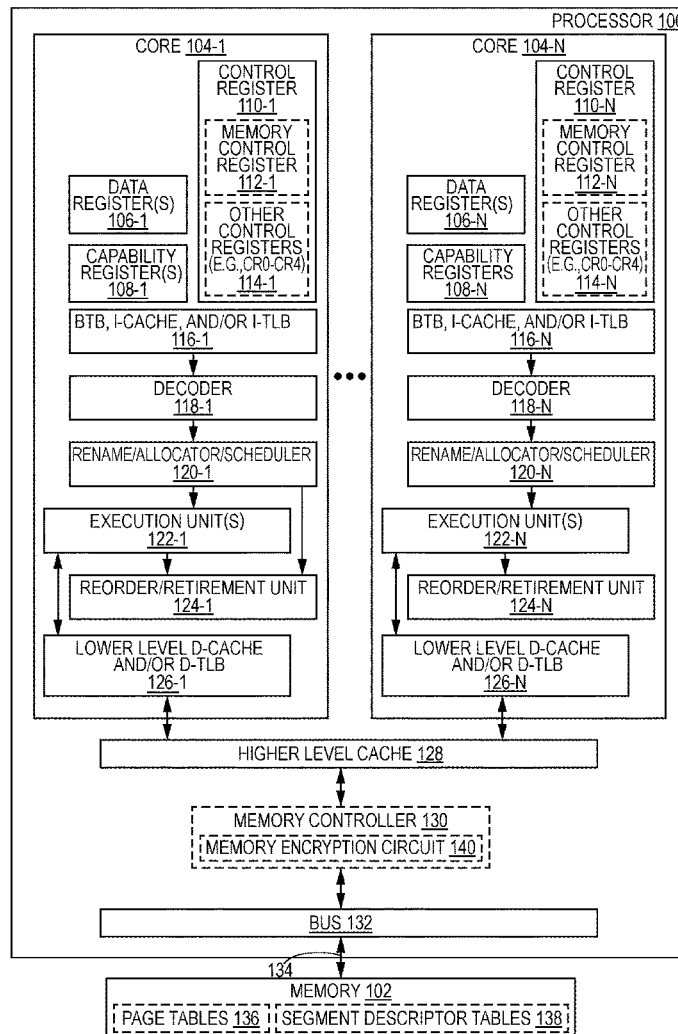 PROCESSOR 100
CORE 104-1
CONTROL
REGISTER
110-1
MEMORY
CONTROL
REGISTER
112-1
DATA
REGISTER(S)
106-1
OTHER
CONTROL
REGISTERS
(E.G.,CR0-CR4)
114-1
CAPABILITY
REGISTER(S)
108-1
BTB, I-CACHE, AND/OR I-TLB
116-1
DECODER
118-1
RENAME/ALLOCATOR/SCHEDULER
120-1
EXECUTION UNIT(S)
122-1
REORDER/RETIREMENT UNIT
124-1
LOWER LEVEL D-CACHE
AND/OR D-TLB
126-1
•••
CORE 104-N
CONTROL
REGISTER
110-N
MEMORY
CONTROL
REGISTER
112-N
DATA
REGISTER(S)
106-N
OTHER
CONTROL
REGISTERS
(E.G.,CR0-CR4)
114-N
CAPABILITY
REGISTERS
108-N
BTB, I-CACHE, AND/OR I-TLB
116-N
DECODER
118-N
RENAME/ALLOCATOR/SCHEDULER
120-N
EXECUTION UNIT(S)
122-N
REORDER/RETIREMENT UNIT
124-N
LOWER LEVEL D-CACHE
AND/OR D-TLB
126-N
HIGHER LEVEL CACHE 128
MEMORY CONTROLLER 130
MEMORY ENCRYPTION CIRCUIT 140
BUS 132
134
MEMORY 102
PAGE TABLES 136
SEGMENT DESCRIPTOR TABLES 138